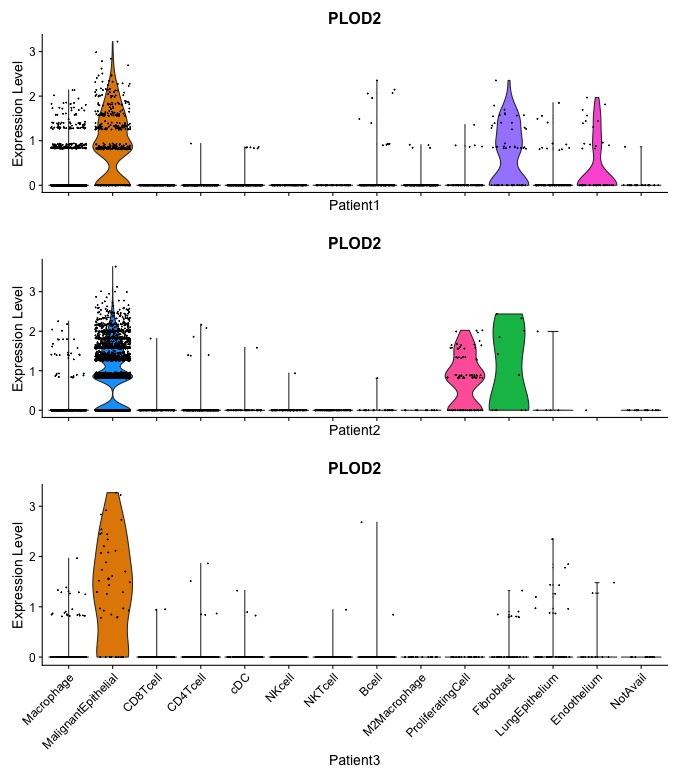 PLOD2
Expression Level
3
2
1
0
Patient1
PLOD2
Expression Level
3
2
1
0
Patient2
PLOD2
Expression Level
3
2
1
0
Macrophage
MalignantEpithelial
CD8Tcell
CD4Tcell
cDC
NKcell
NKTcell
Bcell
M2Macrophage
ProliferatingCell
Fibroblast
LungEpithelium
Endothelium
NotAvail
Patient3